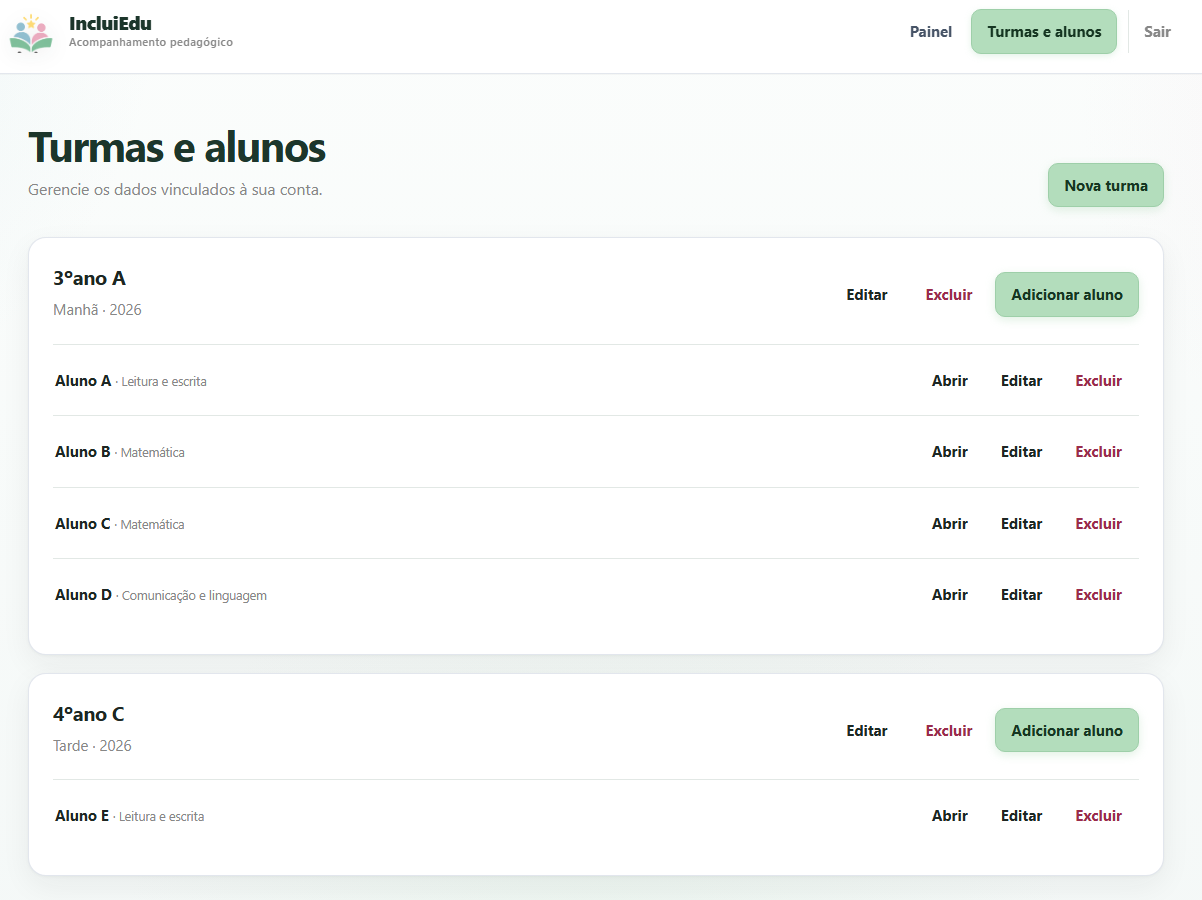 IncluiEdu
Acompanhamento pedagógico
Painel
Turmas e alunos
Sair
Turmas e alunos
Gerencie os dados vinculados à sua conta.
Nova turma
3ºano A
Manhã · 2026
Editar
Excluir
Adicionar aluno
Aluno A · Leitura e escrita
Abrir
Editar
Excluir
Aluno B · Matemática
Abrir
Editar
Excluir
Aluno C · Matemática
Abrir
Editar
Excluir
Aluno D · Comunicação e linguagem
Abrir
Editar
Excluir
4ºano C
Tarde · 2026
Editar
Excluir
Adicionar aluno
Aluno E · Leitura e escrita
Abrir
Editar
Excluir